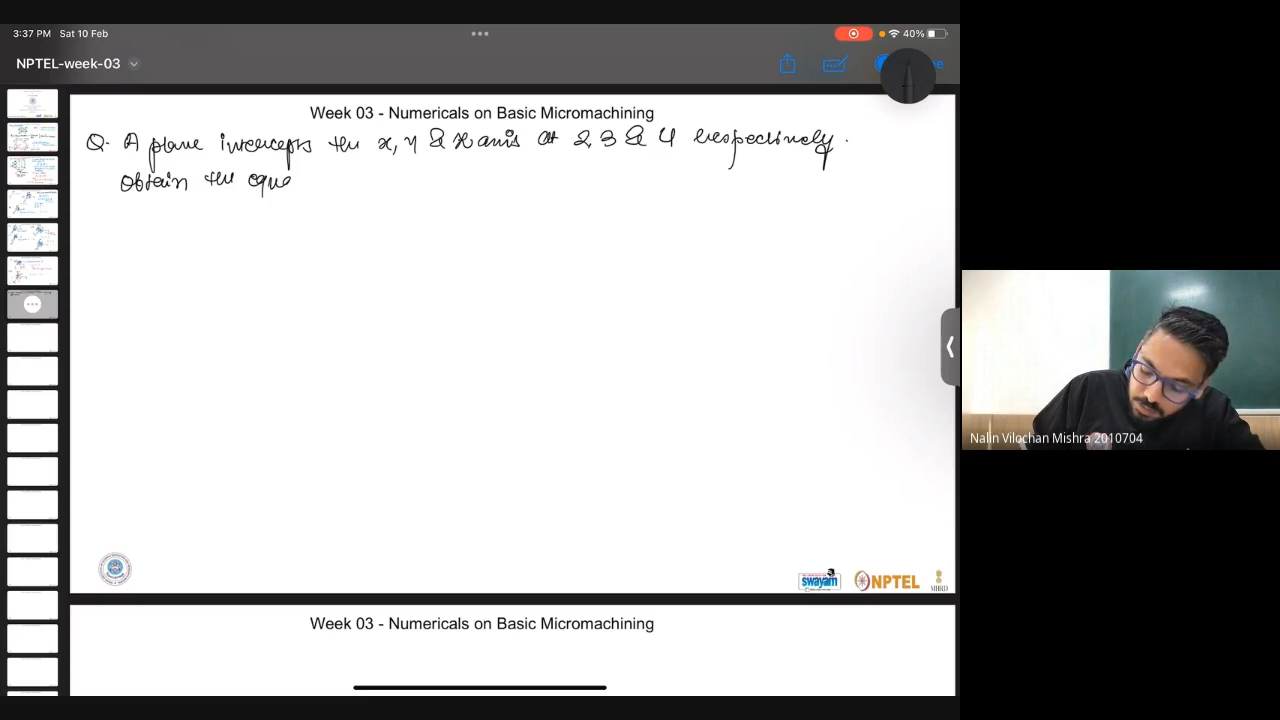 3:37 PM Sat 10 Feb
40%
NPTEL-week-03
Week 03 - Numericals on Basic Micromachining
Q. A plane intercepts the x, y & z axis at 2, 3 & 4 respectively.
Obtain the equa
Nalin Vilochan Mishra 2010704
swayam NPTEL MHRD
Week 03 - Numericals on Basic Micromachining